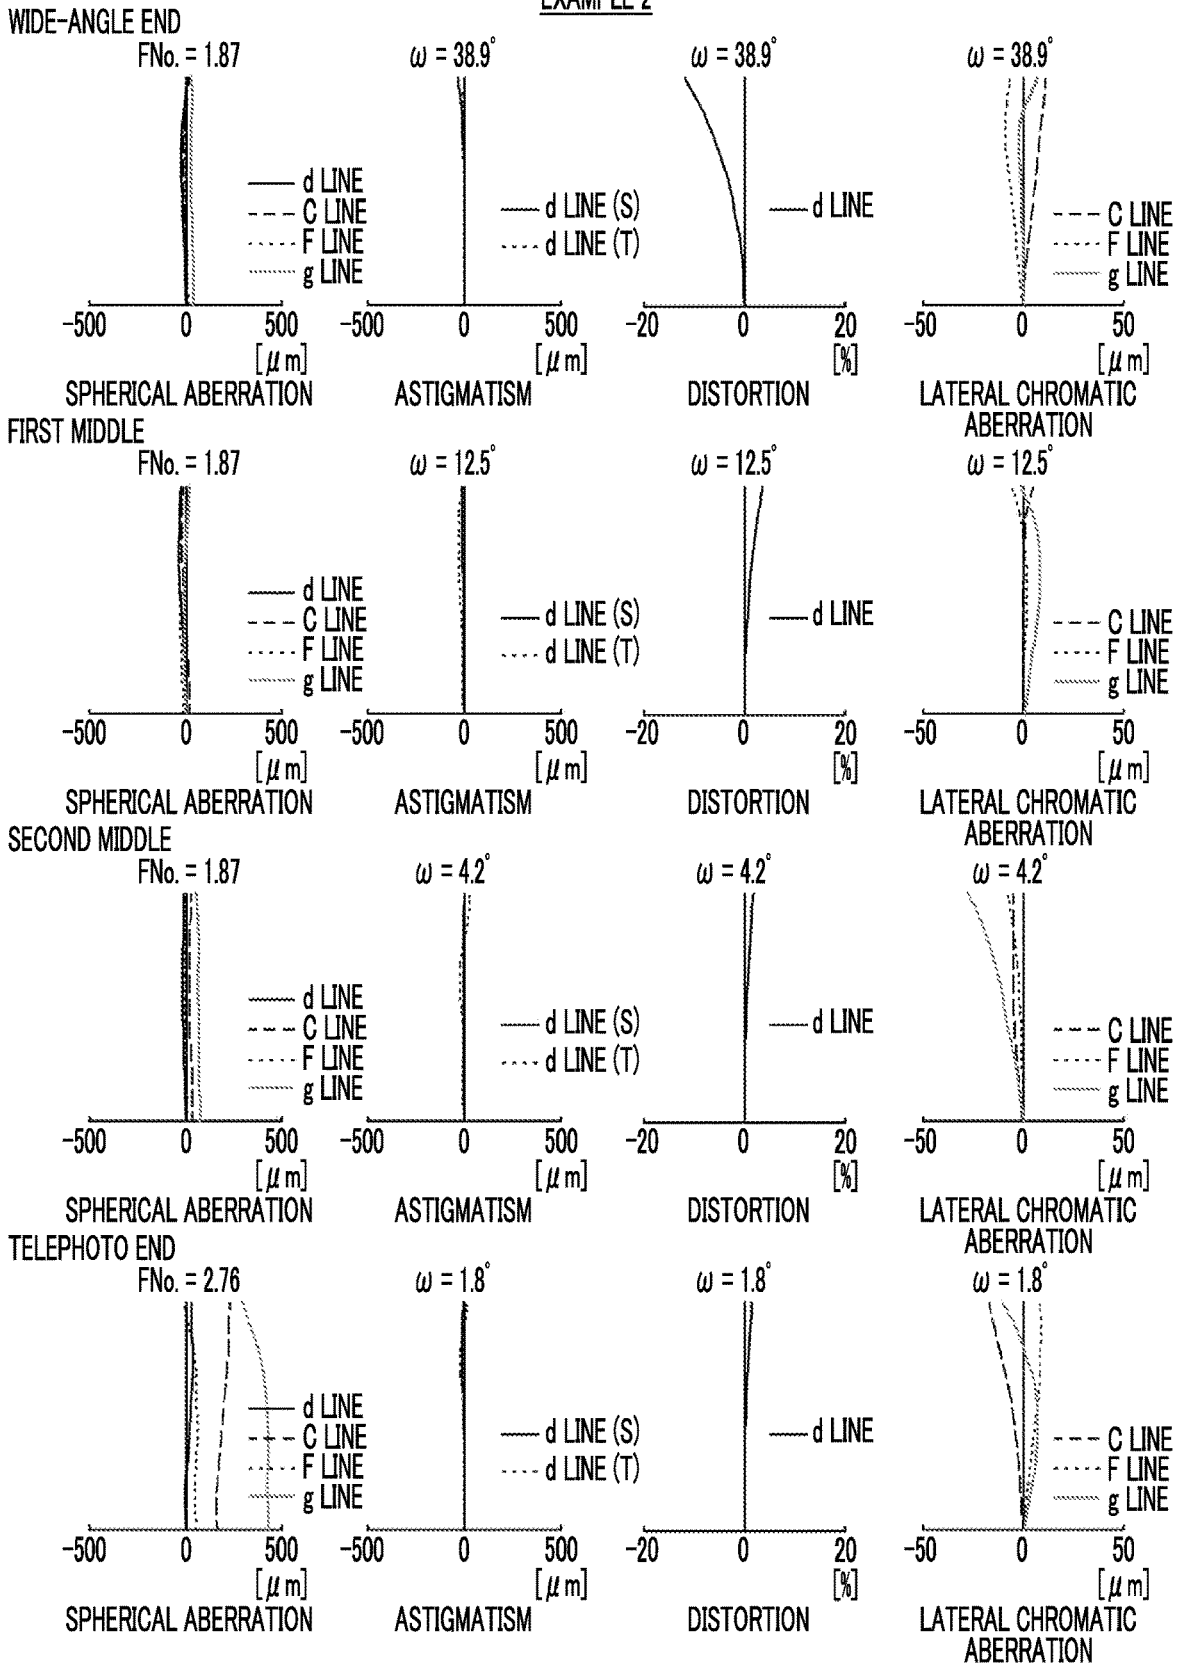 EXAMPLE 2
WIDE-ANGLE END
FNo. = 1.87
ω = 38.9°
ω = 38.9°
ω = 38.9°
d LINE
C LINE
F LINE
g LINE
d LINE (S)
d LINE (T)
d LINE
C LINE
F LINE
g LINE
-500 0 500
-500 0 500
-20 0 20
-50 0 50
[μm]
[μm]
[%]
[μm]
SPHERICAL ABERRATION
ASTIGMATISM
DISTORTION
LATERAL CHROMATIC
ABERRATION
FIRST MIDDLE
FNo. = 1.87
ω = 12.5°
ω = 12.5°
ω = 12.5°
d LINE
C LINE
F LINE
g LINE
d LINE (S)
d LINE (T)
d LINE
C LINE
F LINE
g LINE
-500 0 500
-500 0 500
-20 0 20
-50 0 50
[μm]
[μm]
[%]
[μm]
SPHERICAL ABERRATION
ASTIGMATISM
DISTORTION
LATERAL CHROMATIC
ABERRATION
SECOND MIDDLE
FNo. = 1.87
ω = 4.2°
ω = 4.2°
ω = 4.2°
d LINE
C LINE
F LINE
g LINE
d LINE (S)
d LINE (T)
d LINE
C LINE
F LINE
g LINE
-500 0 500
-500 0 500
-20 0 20
-50 0 50
[μm]
[μm]
[%]
[μm]
SPHERICAL ABERRATION
ASTIGMATISM
DISTORTION
LATERAL CHROMATIC
ABERRATION
TELEPHOTO END
FNo. = 2.76
ω = 1.8°
ω = 1.8°
ω = 1.8°
d LINE
C LINE
F LINE
g LINE
d LINE (S)
d LINE (T)
d LINE
C LINE
F LINE
g LINE
-500 0 500
-500 0 500
-20 0 20
-50 0 50
[μm]
[μm]
[%]
[μm]
SPHERICAL ABERRATION
ASTIGMATISM
DISTORTION
LATERAL CHROMATIC
ABERRATION